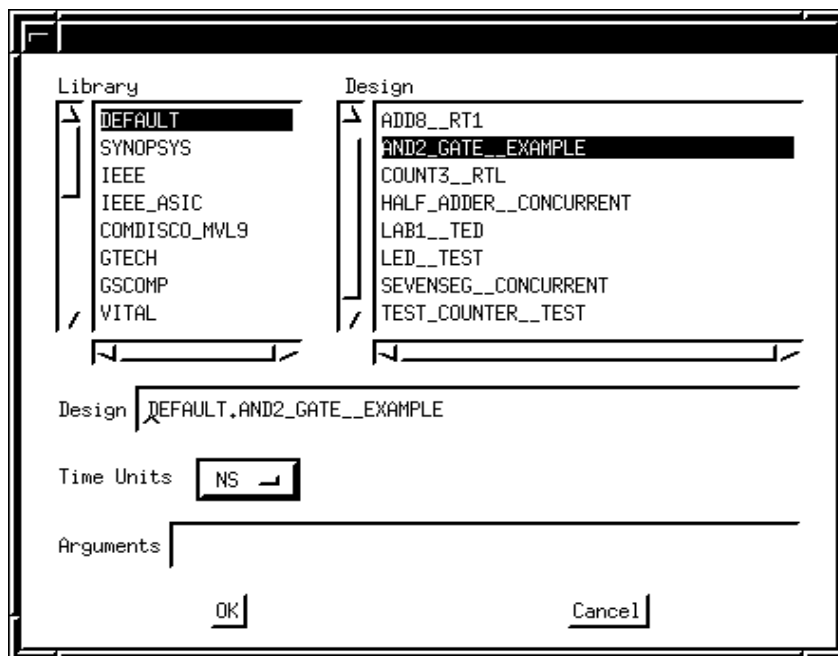 Library
DEFAULT
SYNOPSYS
IEEE
IEEE_ASIC
COMDISCO_MVL9
GTECH
GSCOMP
VITAL
Design
ADD8__RT1
AND2_GATE__EXAMPLE
COUNT3__RTL
HALF_ADDER__CONCURRENT
LAB1__TED
LED__TEST
SEVENSEG__CONCURRENT
TEST_COUNTER__TEST
Design DEFAULT.AND2_GATE__EXAMPLE
Time Units NS
Arguments
OK Cancel